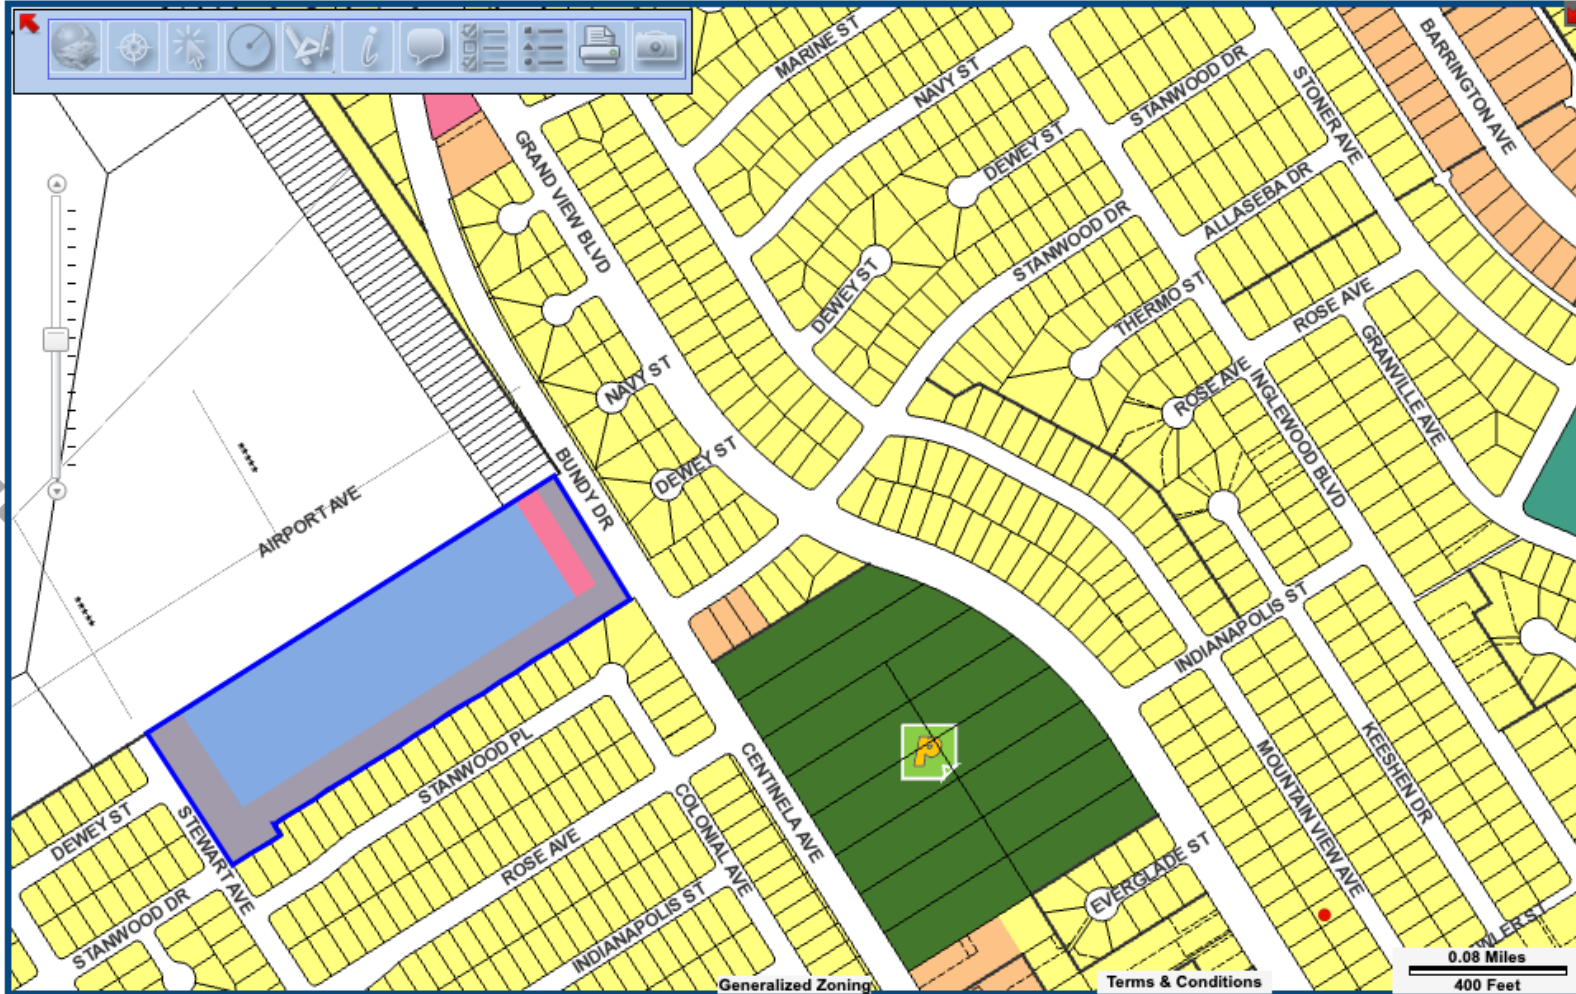 MARINE ST
NAVY ST
STANWOOD DR
STONER AVE
BARRINGTON AVE
GRAND VIEW BLVD
DEWEY ST
ALLASEBA DR
STANWOOD DR
DEWEY ST
THERMO ST
ROSE AVE
GRANVILLE AVE
NAVY ST
ROSE AVE
INGLEWOOD BLVD
DEWEY ST
BUNDY DR
*****
AIRPORT AVE
*****
INDIANAPOLIS ST
STANWOOD PL
CENTINELA AVE
KEESHEN DR
MOUNTAIN VIEW AVE
DEWEY ST
STEWART AVE
COLONIAL AVE
ROSE AVE
EVERGLADE ST
STANWOOD DR
INDIANAPOLIS ST
P
WLER ST
0.08 Miles
400 Feet
Generalized Zoning
Terms & Conditions